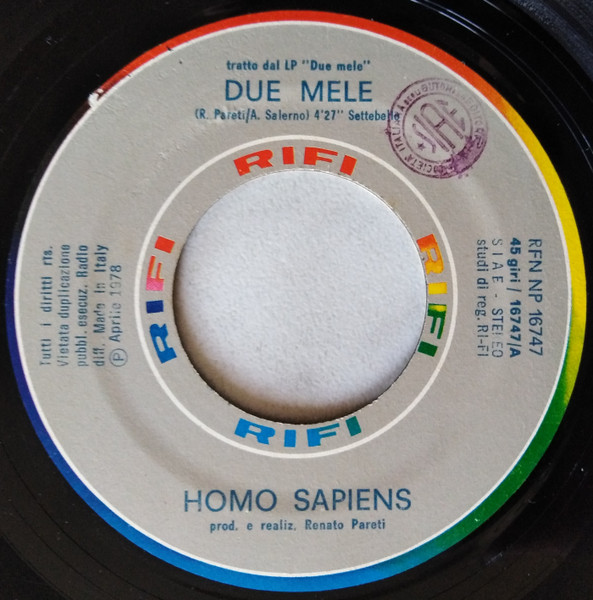 tratto dal LP "Due mele"
DUE MELE
(R. Pareti/A. Salerno) 4'27" Settebello
RIFI
RIFI
RIFI
RIFI
Tutti i diritti ris.
Vietata duplicazione
pubbl. esecuz. Radio
diff. Made in Italy
Ⓟ Aprile 1978
RFN NP 16747
45 giri / 16747/A
SIAE - STEREO
studi di reg. RI-FI
SIAE
HOMO SAPIENS
prod. e realiz. Renato Pareti